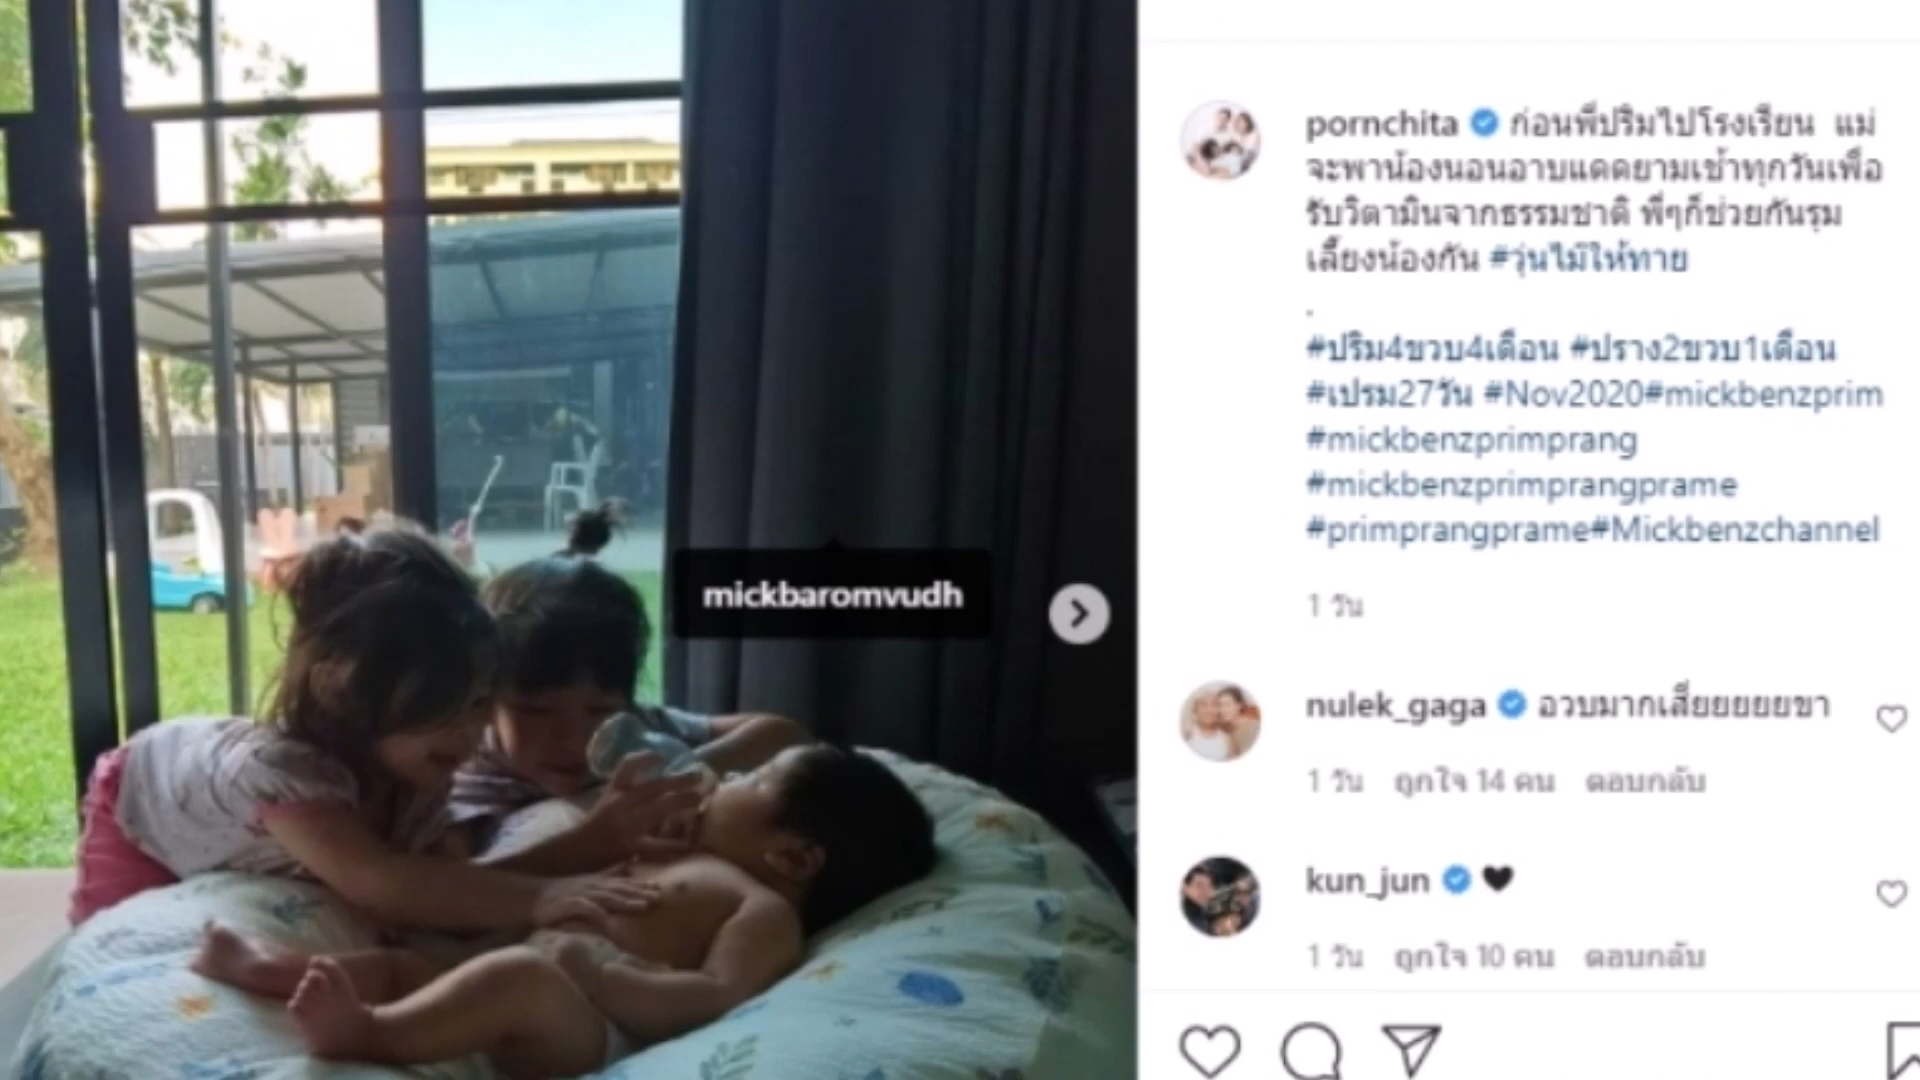 mickbaromvudh
pornchita ก่อนพี่ปริมไปโรงเรียน แม่
จะพาน้องนอนอาบแดดยามเช้าทุกวันเพื่อ
รับวิตามินจากธรรมชาติ พี่ๆก็ช่วยกันรุม
เลี้ยงน้องกัน #วุ่นไม๊ให้ทาย
.
#ปริม4ขวบ4เดือน #ปราง2ขวบ1เดือน
#เปรม27วัน #Nov2020#mickbenzprim
#mickbenzprimprang
#mickbenzprimprangprame
#primprangprame#Mickbenzchannel
1 วัน
nulek_gaga อวบมากเสี่ยยยยยขา
1 วัน ถูกใจ 14 คน ตอบกลับ
kun_jun 🖤
1 วัน ถูกใจ 10 คน ตอบกลับ